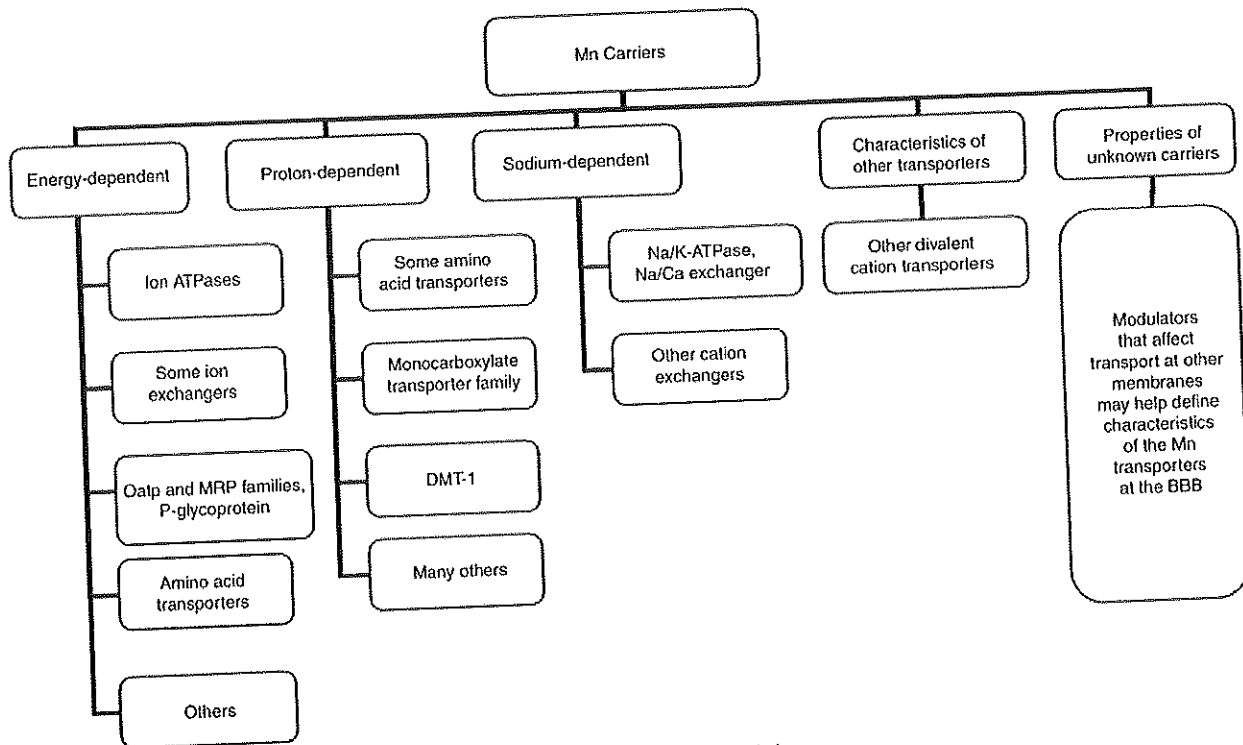 Mn Carriers
Energy-dependent
Proton-dependent
Sodium-dependent
Characteristics of
other transporters
Properties of
unknown carriers
Ion ATPases
Some ion
exchangers
Oatp and MRP families,
P-glycoprotein
Amino acid
transporters
Others
Some amino
acid transporters
Monocarboxylate
transporter family
DMT-1
Many others
Na/K-ATPase,
Na/Ca exchanger
Other cation
exchangers
Other divalent
cation transporters
Modulators
that affect
transport at other
membranes
may help define
characteristics
of the Mn
transporters
at the BBB